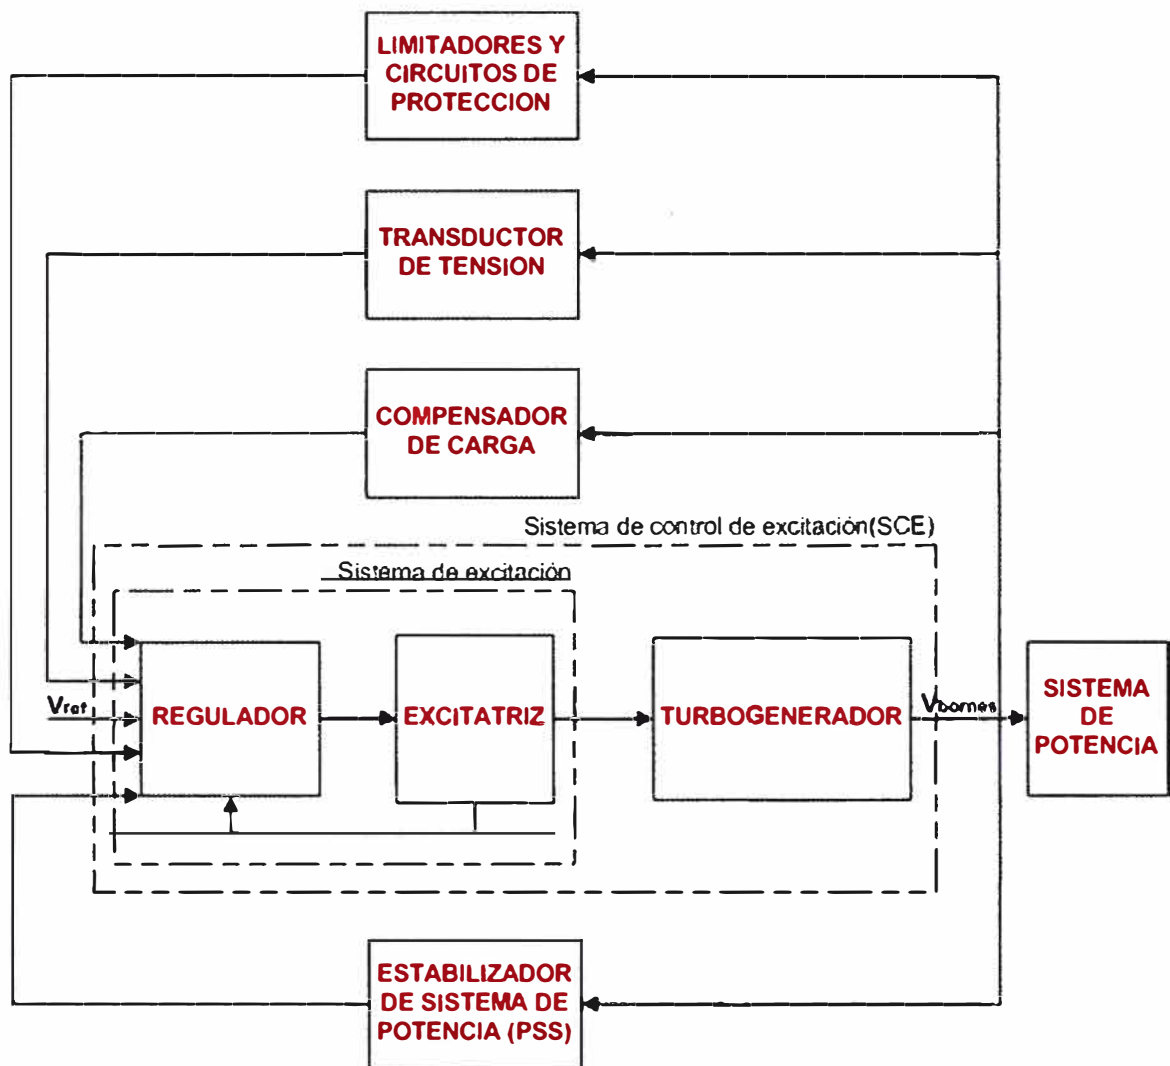 LIMITADORES Y
CIRCUITOS DE
PROTECCION
TRANSDUCTOR
DE TENSION
COMPENSADOR
DE CARGA
Sistema de control de excitación(SCE)
Sistema de excitación
Vref
REGULADOR
EXCITATRIZ
TURBOGENERADOR
Vbornes
SISTEMA
DE
POTENCIA
ESTABILIZADOR
DE SISTEMA DE
POTENCIA (PSS)